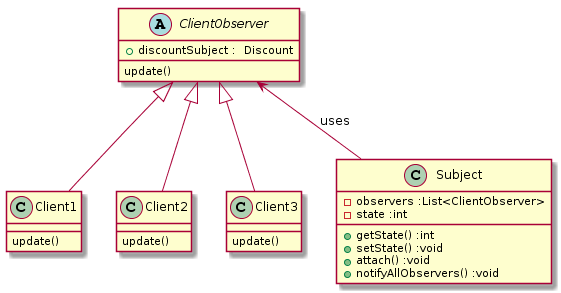 A ClientObserver
discountSubject : Discount
update()
uses
C Client1
update()
C Client2
update()
C Client3
update()
C Subject
observers :List<ClientObserver>
state :int
getState() :int
setState() :void
attach() :void
notifyAllObservers() :void